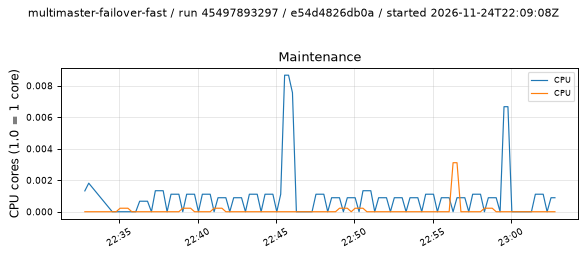 multimaster-failover-fast / run 45497893297 / e54d4826db0a / started 2026-11-24T22:09:08Z
Maintenance
CPU cores (1.0 = 1 core)
0.008
0.006
0.004
0.002
0.000
CPU
CPU
22:35
22:40
22:45
22:50
22:55
23:00